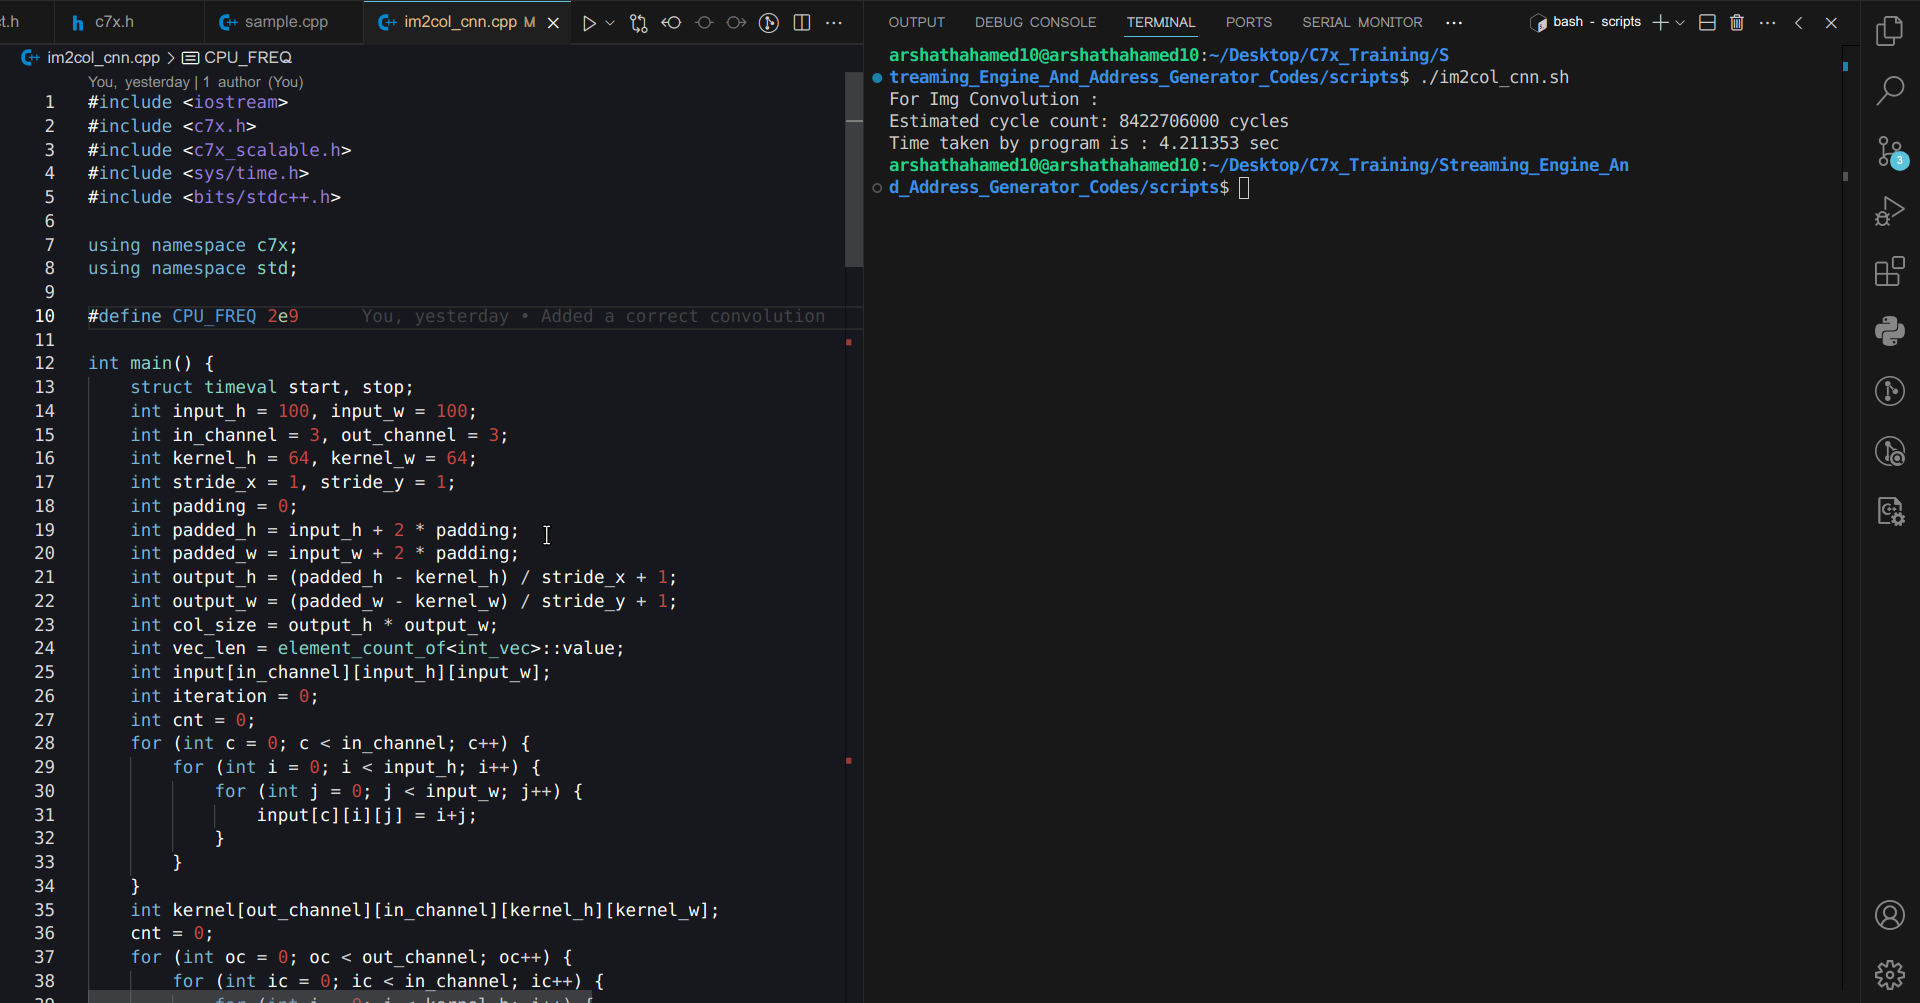 t.h
c7x.h
sample.cpp
im2col_cnn.cpp M
im2col_cnn.cpp > CPU_FREQ
You, yesterday | 1 author (You)
1 #include <iostream>
2 #include <c7x.h>
3 #include <c7x_scalable.h>
4 #include <sys/time.h>
5 #include <bits/stdc++.h>
6
7 using namespace c7x;
8 using namespace std;
9
10 #define CPU_FREQ 2e9 You, yesterday • Added a correct convolution
11
12 int main() {
13 struct timeval start, stop;
14 int input_h = 100, input_w = 100;
15 int in_channel = 3, out_channel = 3;
16 int kernel_h = 64, kernel_w = 64;
17 int stride_x = 1, stride_y = 1;
18 int padding = 0;
19 int padded_h = input_h + 2 * padding;
20 int padded_w = input_w + 2 * padding;
21 int output_h = (padded_h - kernel_h) / stride_x + 1;
22 int output_w = (padded_w - kernel_w) / stride_y + 1;
23 int col_size = output_h * output_w;
24 int vec_len = element_count_of<int_vec>::value;
25 int input[in_channel][input_h][input_w];
26 int iteration = 0;
27 int cnt = 0;
28 for (int c = 0; c < in_channel; c++) {
29 for (int i = 0; i < input_h; i++) {
30 for (int j = 0; j < input_w; j++) {
31 input[c][i][j] = i+j;
32 }
33 }
34 }
35 int kernel[out_channel][in_channel][kernel_h][kernel_w];
36 cnt = 0;
37 for (int oc = 0; oc < out_channel; oc++) {
38 for (int ic = 0; ic < in_channel; ic++) {
OUTPUT DEBUG CONSOLE TERMINAL PORTS SERIAL MONITOR
bash - scripts
arshathahamed10@arshathahamed10:~/Desktop/C7x_Training/S
treaming_Engine_And_Address_Generator_Codes/scripts$ ./im2col_cnn.sh
For Img Convolution :
Estimated cycle count: 8422706000 cycles
Time taken by program is : 4.211353 sec
arshathahamed10@arshathahamed10:~/Desktop/C7x_Training/Streaming_Engine_An
d_Address_Generator_Codes/scripts$
3